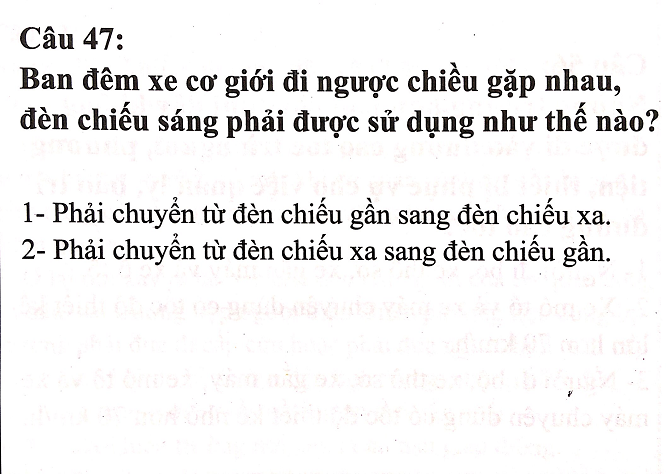 Câu 47:
Ban đêm xe cơ giới đi ngược chiều gặp nhau,
đèn chiếu sáng phải được sử dụng như thế nào?
1- Phải chuyển từ đèn chiếu gần sang đèn chiếu xa.
2- Phải chuyển từ đèn chiếu xa sang đèn chiếu gần.